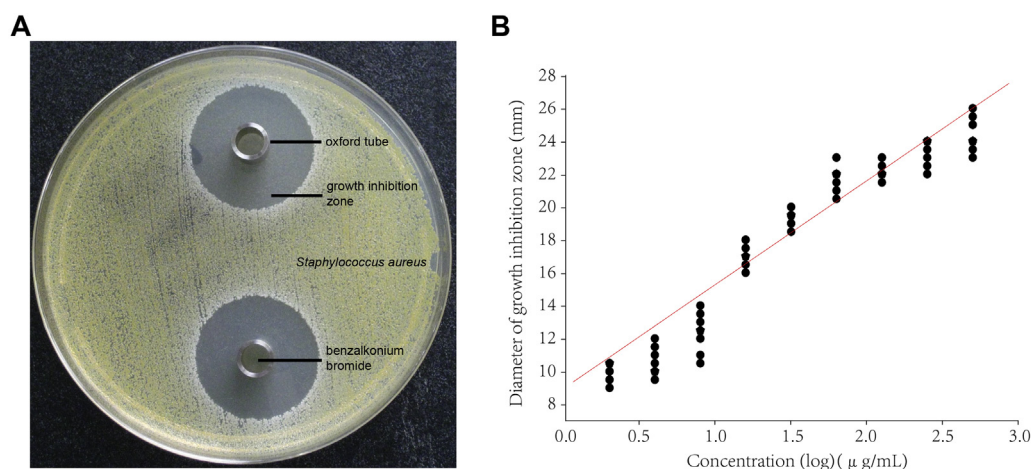 A
oxford tube
growth inhibition
zone
Staphylococcus aureus
benzalkonium
bromide
B
Diameter of growth inhibition zone (mm)
28
26
24
22
20
18
16
14
12
10
8
0.0
0.5
1.0
1.5
2.0
2.5
3.0
Concentration (log)( μ g/mL)